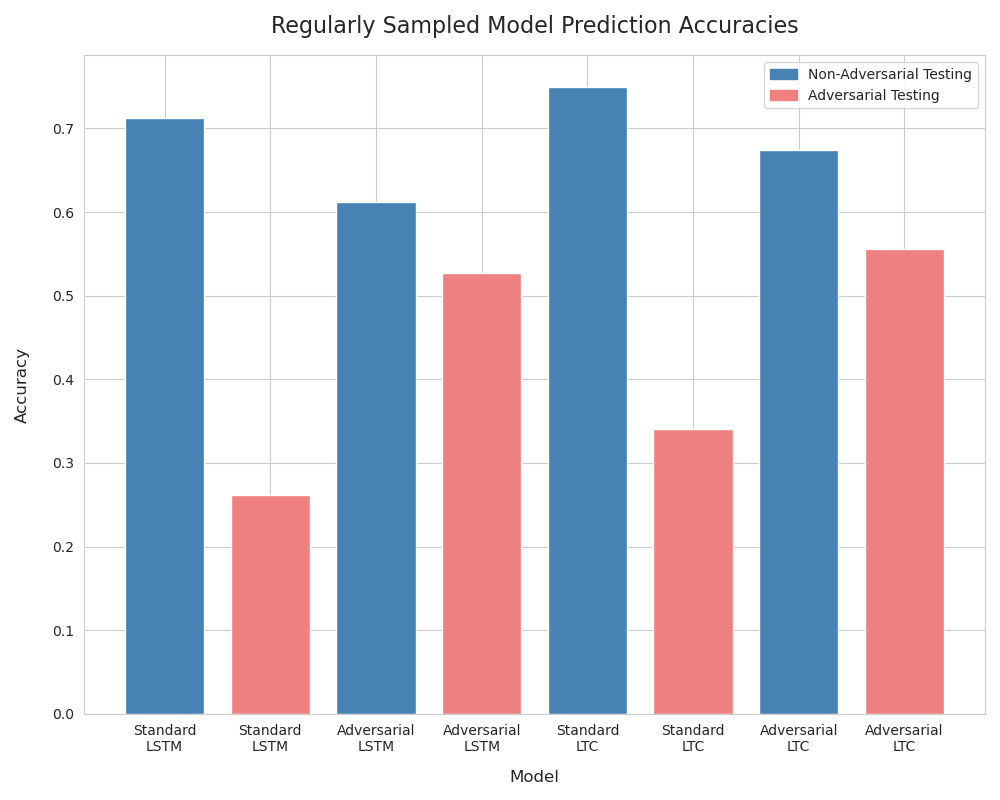 Regularly Sampled Model Prediction Accuracies
Non-Adversarial Testing
Adversarial Testing
Accuracy
0.7
0.6
0.5
0.4
0.3
0.2
0.1
0.0
Standard
LSTM
Standard
LSTM
Adversarial
LSTM
Adversarial
LSTM
Standard
LTC
Standard
LTC
Adversarial
LTC
Adversarial
LTC
Model